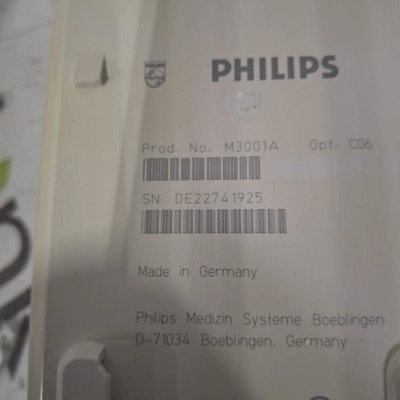 PHILIPS
Prod. No. M3001A Opt. C06
SN: DE22741925
Made in Germany
Philips Medizin Systeme Boeblingen
D-71034 Boeblingen, Germany